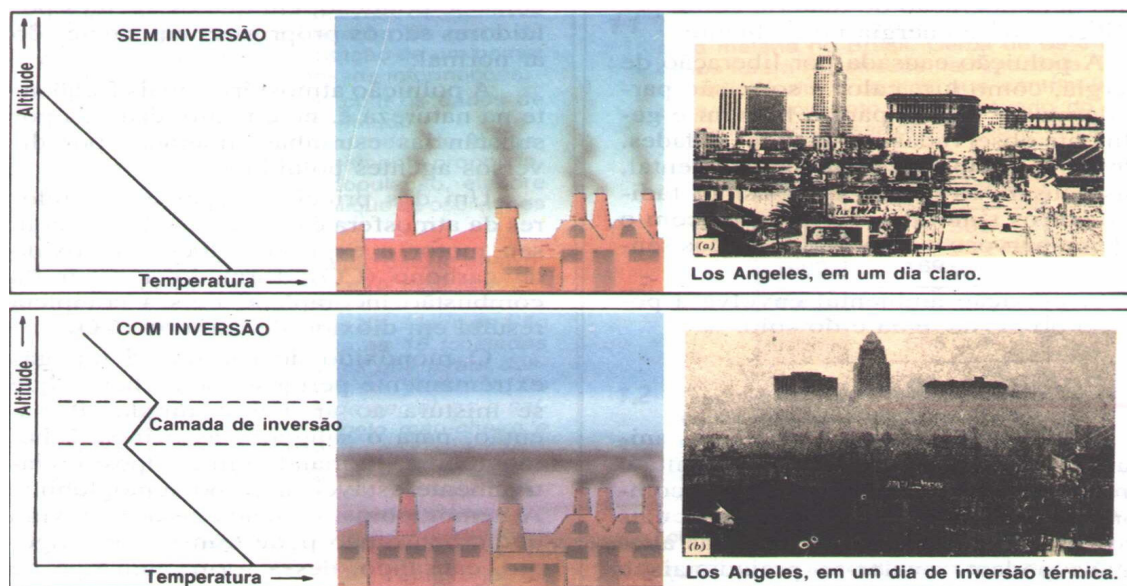 SEM INVERSÃO
Altitude
Temperatura
(a)
Los Angeles, em um dia claro.
COM INVERSÃO
Altitude
Camada de inversão
Temperatura
(b)
Los Angeles, em um dia de inversão térmica.